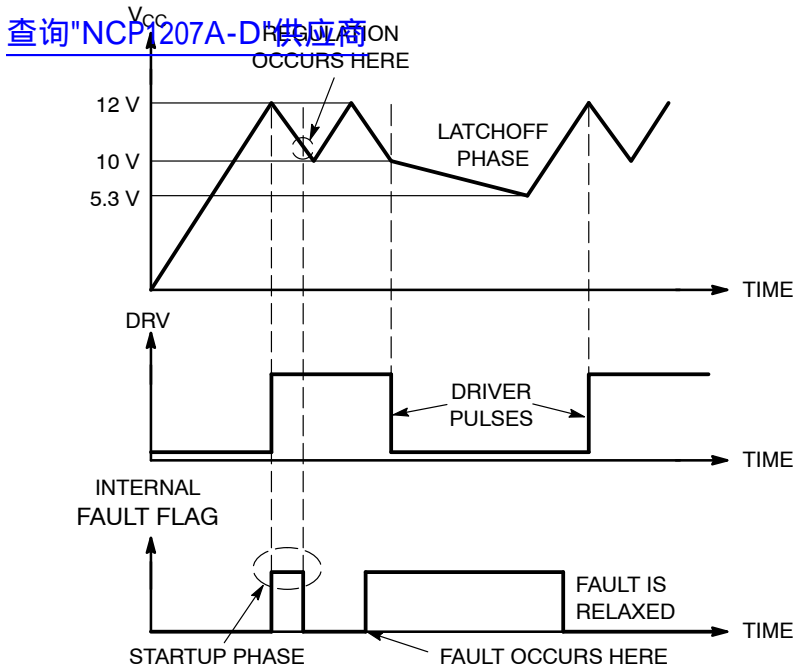 VCC
查询"NCP1207A-D"供应商
REGULATION
OCCURS HERE
12 V
10 V
5.3 V
LATCHOFF
PHASE
TIME
DRV
DRIVER
PULSES
TIME
INTERNAL
FAULT FLAG
FAULT IS
RELAXED
TIME
STARTUP PHASE
FAULT OCCURS HERE